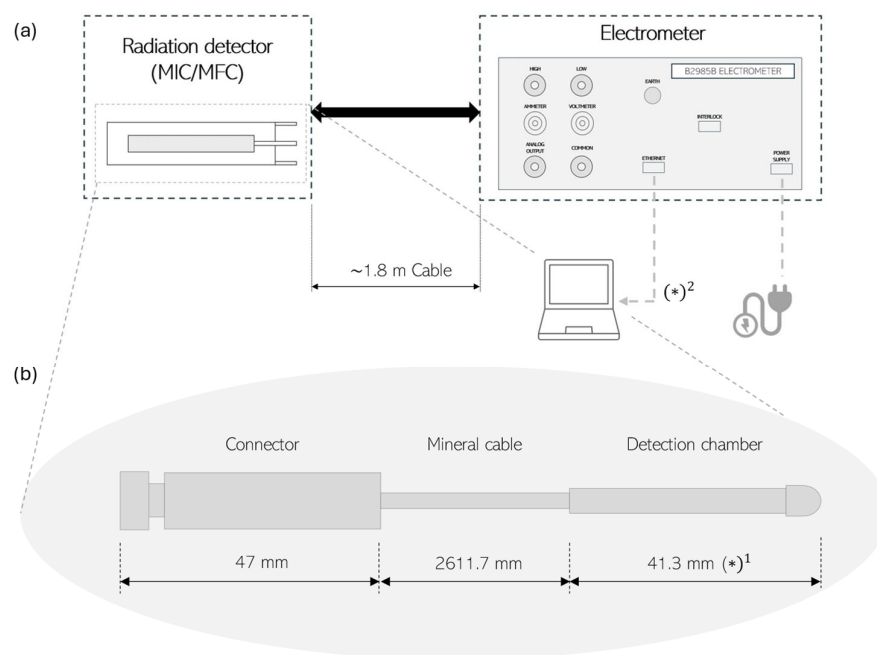 (a)
Radiation detector
(MIC/MFC)
Electrometer
HIGH
LOW
EARTH
B2985B ELECTROMETER
AMMETER
VOLTMETER
INTERLOCK
ANALOG
OUTPUT
COMMON
ETHERNET
POWER
SUPPLY
~1.8 m Cable
(*)²
(b)
Connector
Mineral cable
Detection chamber
47 mm
2611.7 mm
41.3 mm (*)¹